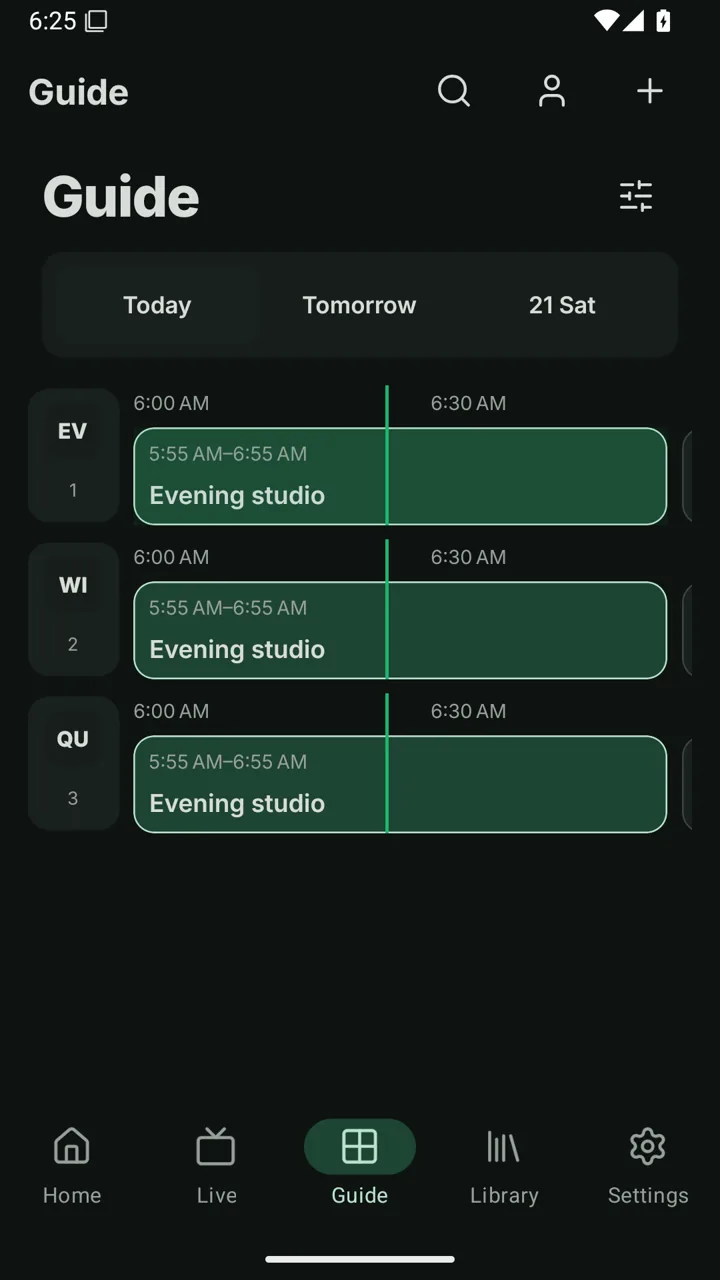 6:25
Guide
Guide
Today Tomorrow 21 Sat
6:00 AM 6:30 AM
EV
1
5:55 AM–6:55 AM
Evening studio
6:00 AM 6:30 AM
WI
2
5:55 AM–6:55 AM
Evening studio
6:00 AM 6:30 AM
QU
3
5:55 AM–6:55 AM
Evening studio
Home Live Guide Library Settings